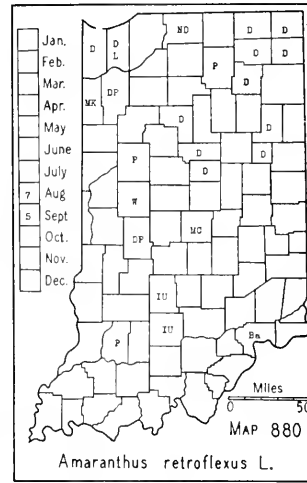 Jan.
Feb.
Mar.
Apr.
May
June
July
7 Aug
5 Sept
Oct.
Nov.
Dec.
D D ND D D
L P D
MK DP D
D D
P D D
D
W
DP MC
IU
IU
P Bn
Miles
0 50
MAP 880
Amaranthus retroflexus L.